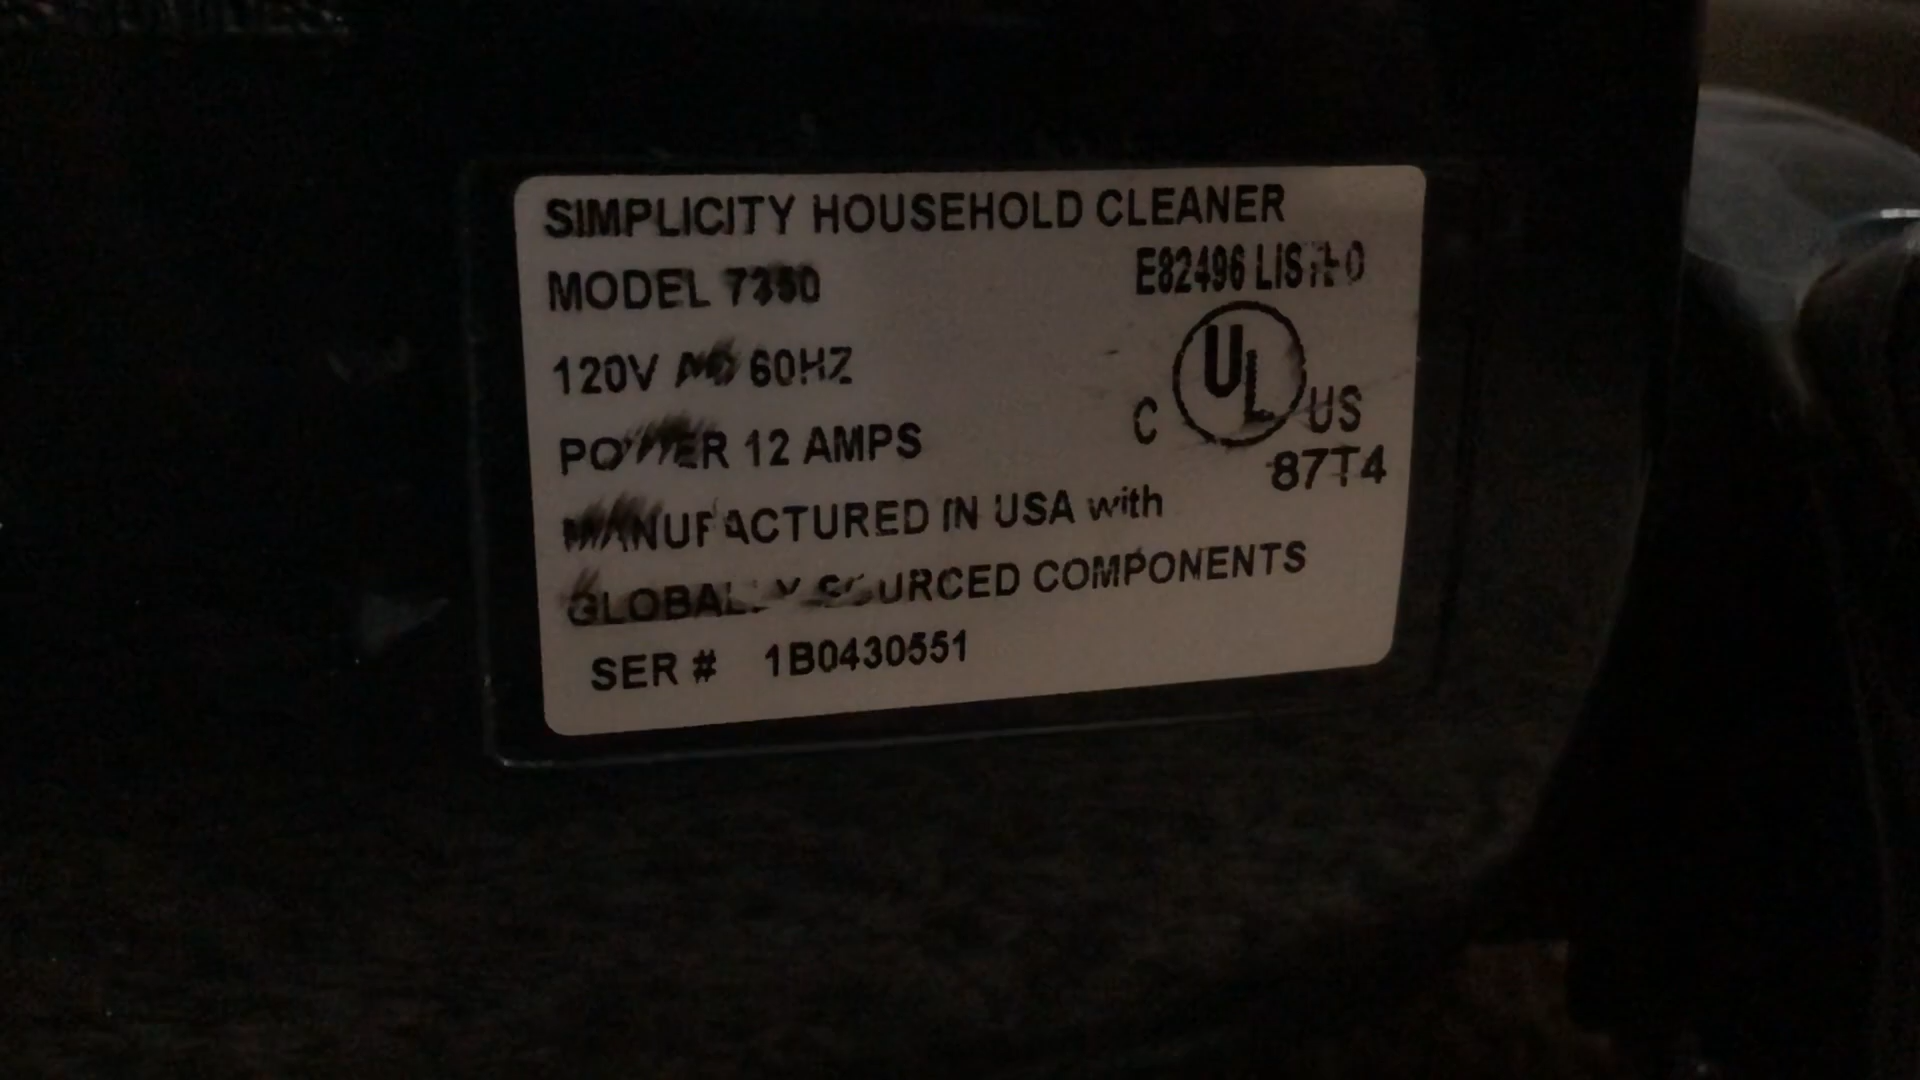 SIMPLICITY HOUSEHOLD CLEANER
MODEL
E82496
120V 60HZ
C UL US
POWER 12 AMPS
87T4
MANUFACTURED IN USA with
GLOBALLY SOURCED COMPONENTS
SER # 1B0430551